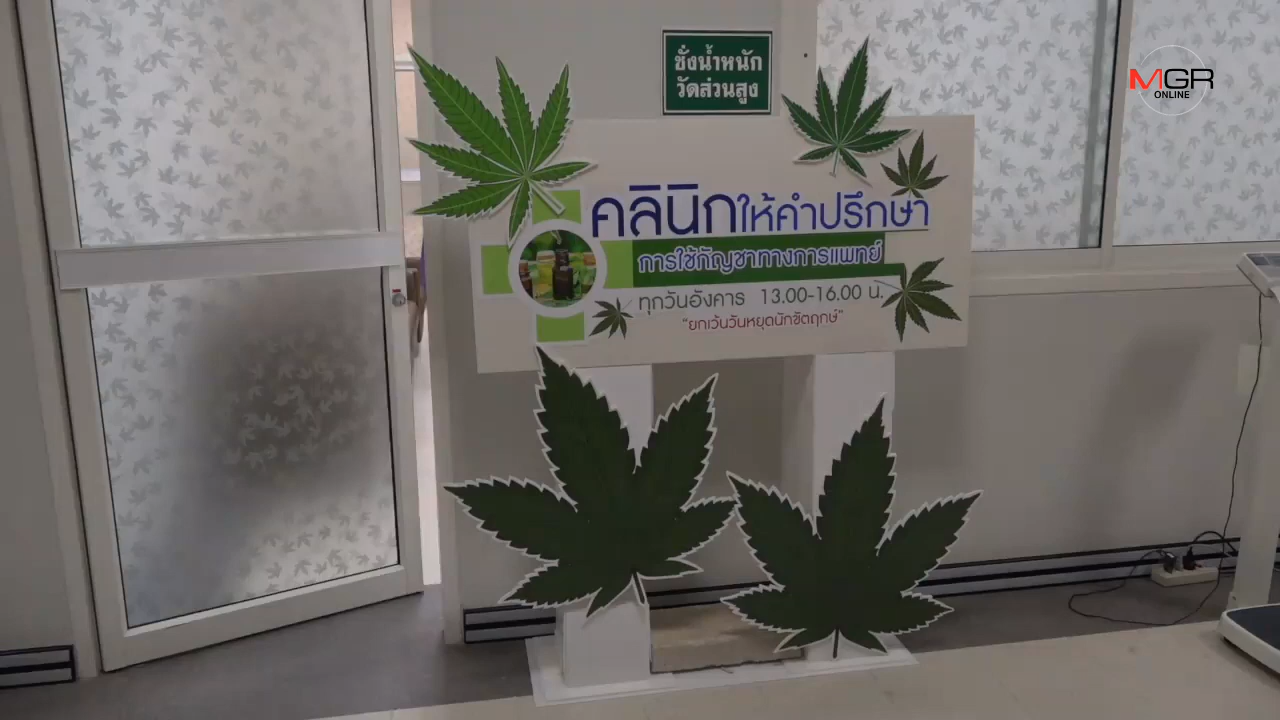 ชั่งน้ำหนัก
วัดส่วนสูง
MGR
ONLINE
คลินิกให้คำปรึกษา
การใช้กัญชาทางการแพทย์
ทุกวันอังคาร 13.00-16.00 น.
"ยกเว้นวันหยุดนักขัตฤกษ์"